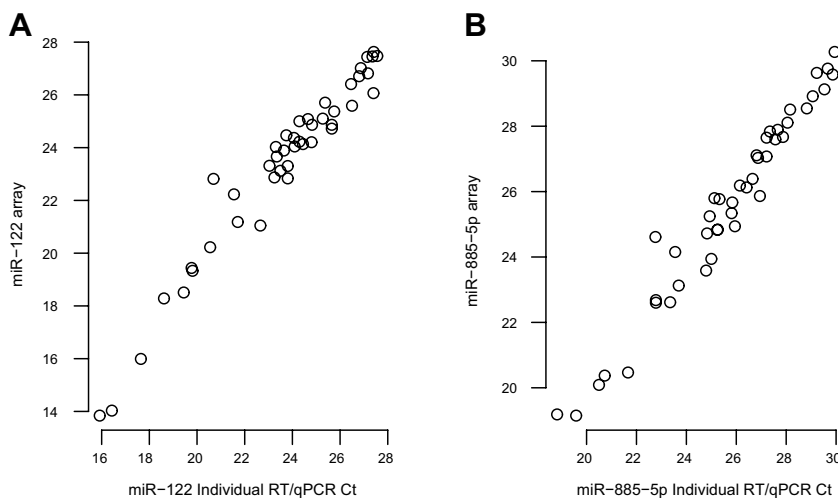 A
miR−122 array
28
26
24
22
20
18
16
14
16 18 20 22 24 26 28
miR−122 Individual RT/qPCR Ct
B
miR−885−5p array
30
28
26
24
22
20
20 22 24 26 28 30
miR−885−5p Individual RT/qPCR Ct